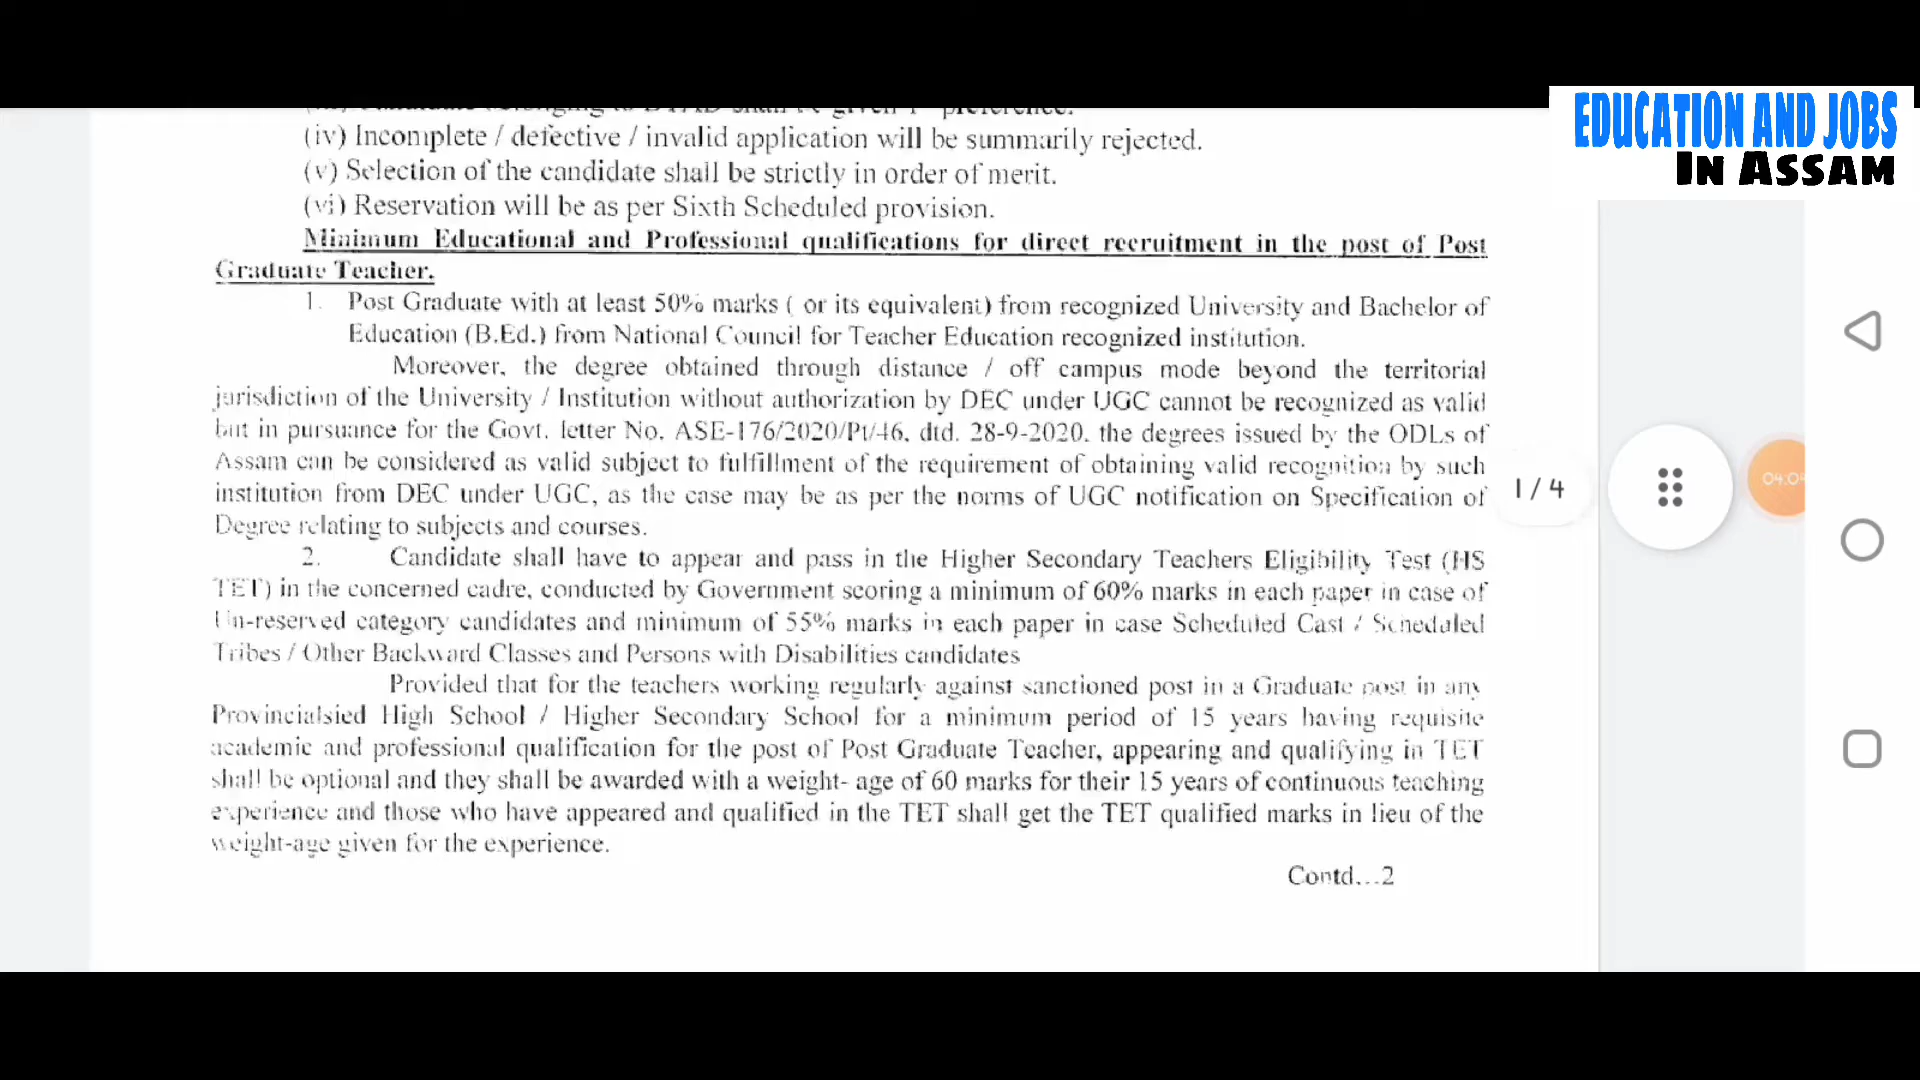 EDUCATION AND JOBS
IN ASSAM
preference.
(iv) Incomplete / defective / invalid application will be summarily rejected.
(v) Selection of the candidate shall be strictly in order of merit.
(vi) Reservation will be as per Sixth Scheduled provision.
Minimum Educational and Professional qualifications for direct recruitment in the post of Post
Graduate Teacher.
1. Post Graduate with at least 50% marks ( or its equivalent) from recognized University and Bachelor of
Education (B.Ed.) from National Council for Teacher Education recognized institution.
Moreover, the degree obtained through distance / off campus mode beyond the territorial
jurisdiction of the University / Institution without authorization by DEC under UGC cannot be recognized as valid
but in pursuance for the Govt. letter No. ASE-176/2020/Pt/46, dtd. 28-9-2020. the degrees issued by the ODLs of
Assam can be considered as valid subject to fulfillment of the requirement of obtaining valid recognition by such
institution from DEC under UGC, as the case may be as per the norms of UGC notification on Specification of
Degree relating to subjects and courses.
2. Candidate shall have to appear and pass in the Higher Secondary Teachers Eligibility Test (HS
TET) in the concerned cadre, conducted by Government scoring a minimum of 60% marks in each paper in case of
Un-reserved category candidates and minimum of 55% marks in each paper in case Scheduled Cast / Scheduled
Tribes / Other Backward Classes and Persons with Disabilities candidates
Provided that for the teachers working regularly against sanctioned post in a Graduate post in any
Provincialsied High School / Higher Secondary School for a minimum period of 15 years having requisite
academic and professional qualification for the post of Post Graduate Teacher, appearing and qualifying in TET
shall be optional and they shall be awarded with a weight- age of 60 marks for their 15 years of continuous teaching
experience and those who have appeared and qualified in the TET shall get the TET qualified marks in lieu of the
weight-age given for the experience.
Contd...2
1 / 4